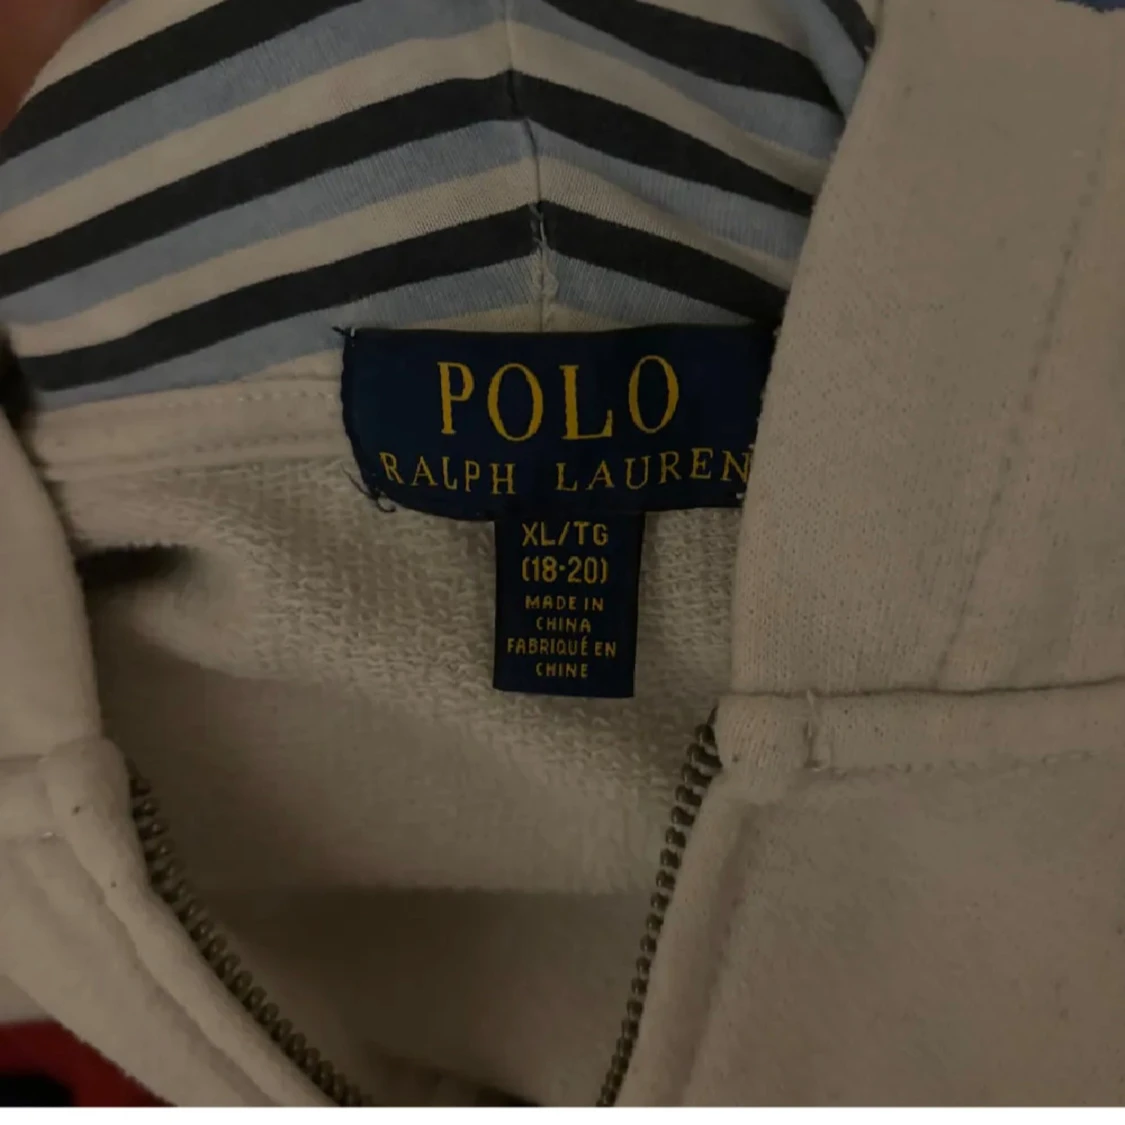 POLO
RALPH LAUREN
XL/TG
(18-20)
MADE IN
CHINA
FABRIQUÉ EN
CHINE